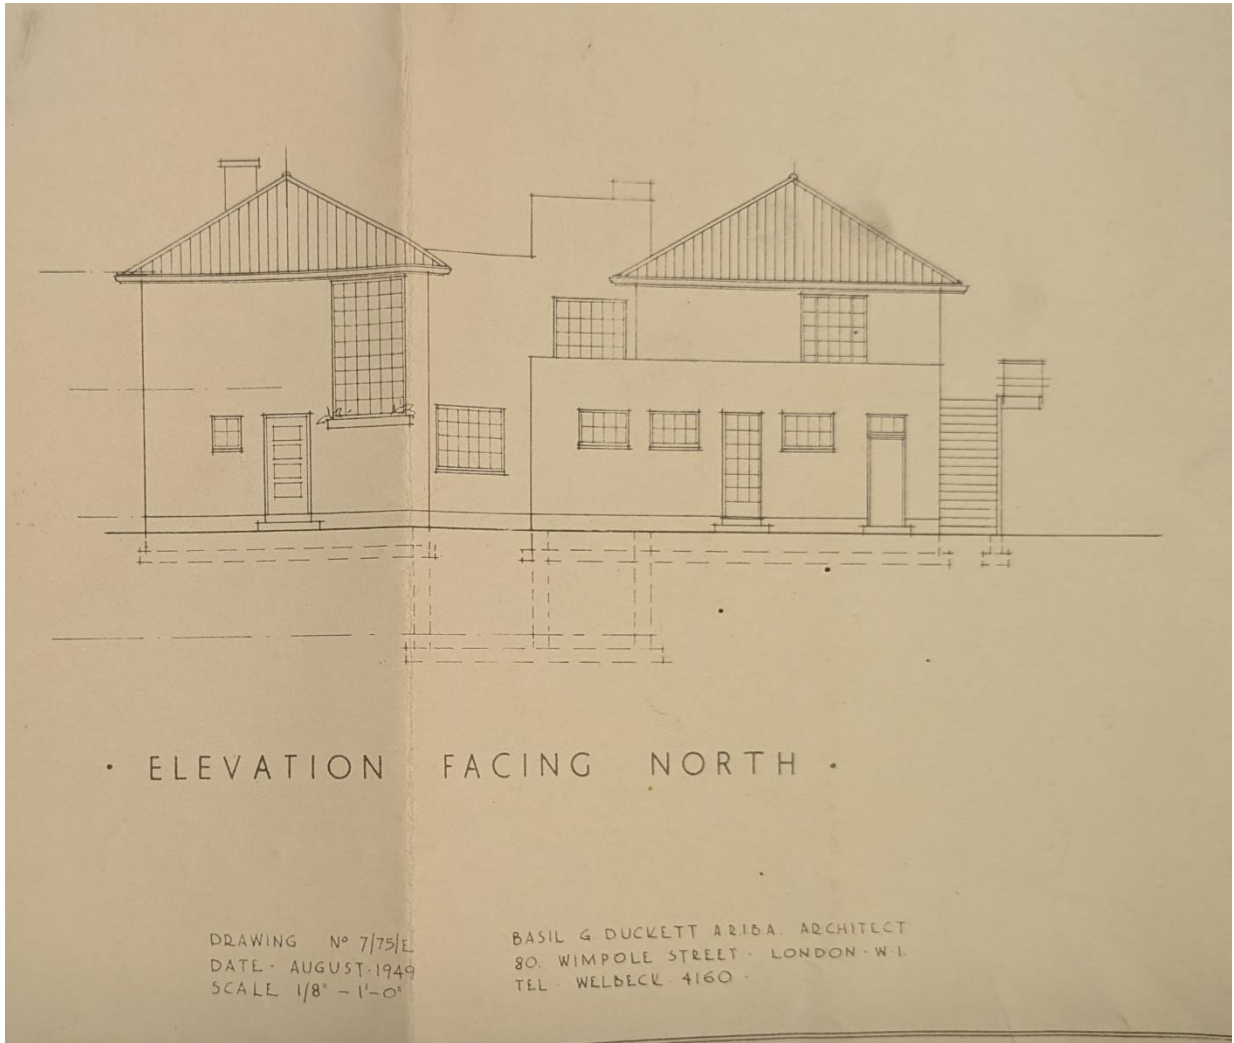 · ELEVATION FACING NORTH ·
DRAWING Nº 7/75/E
DATE · AUGUST · 1949
SCALE 1/8" – 1'–0"
BASIL G. DUCKETT A.R.I.B.A. ARCHITECT
80. WIMPOLE STREET · LONDON · W·1.
TEL · WELBECK · 4160 ·